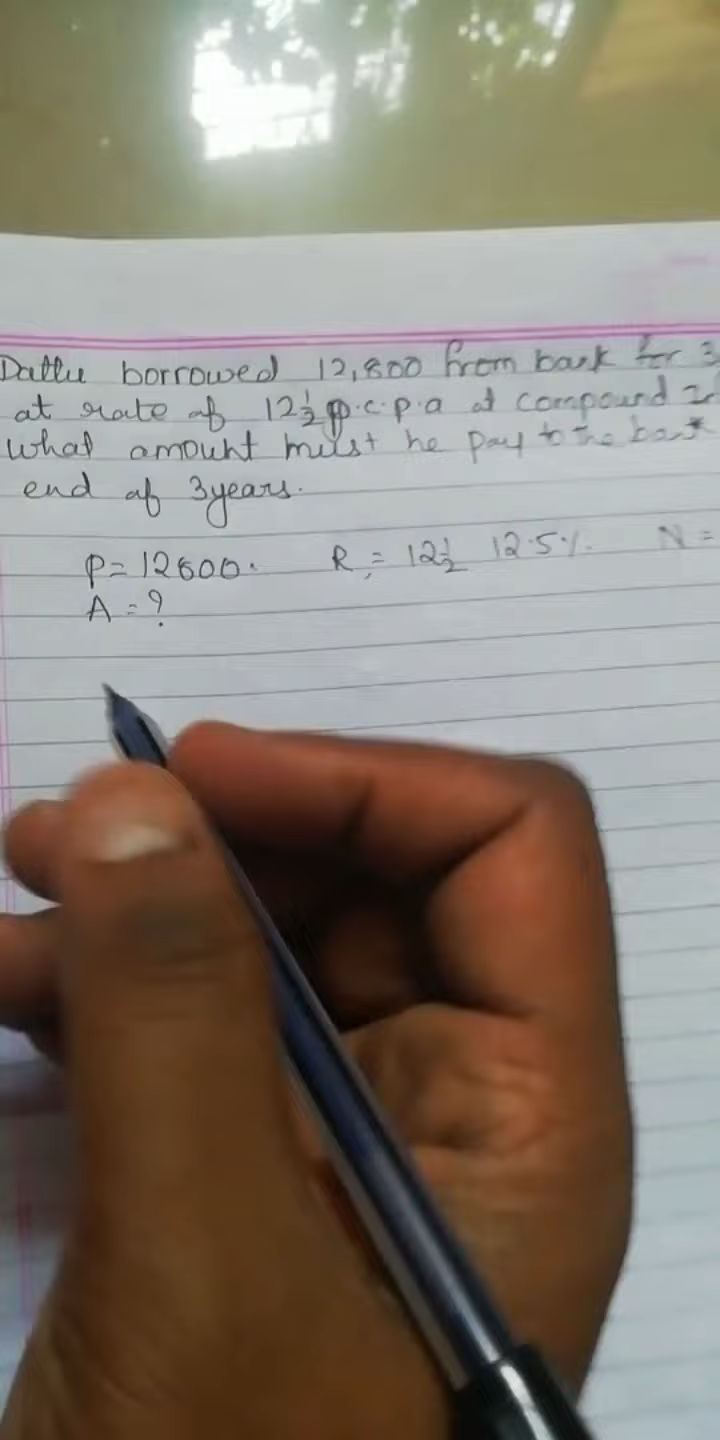 Dattu borrowed 12,800 from bank for 3
at rate of 12½ p.c.p.a at compound
what amount must he pay to the bank
end of 3years.
P=12800. R = 12½ 12.5%. N =
A = ?